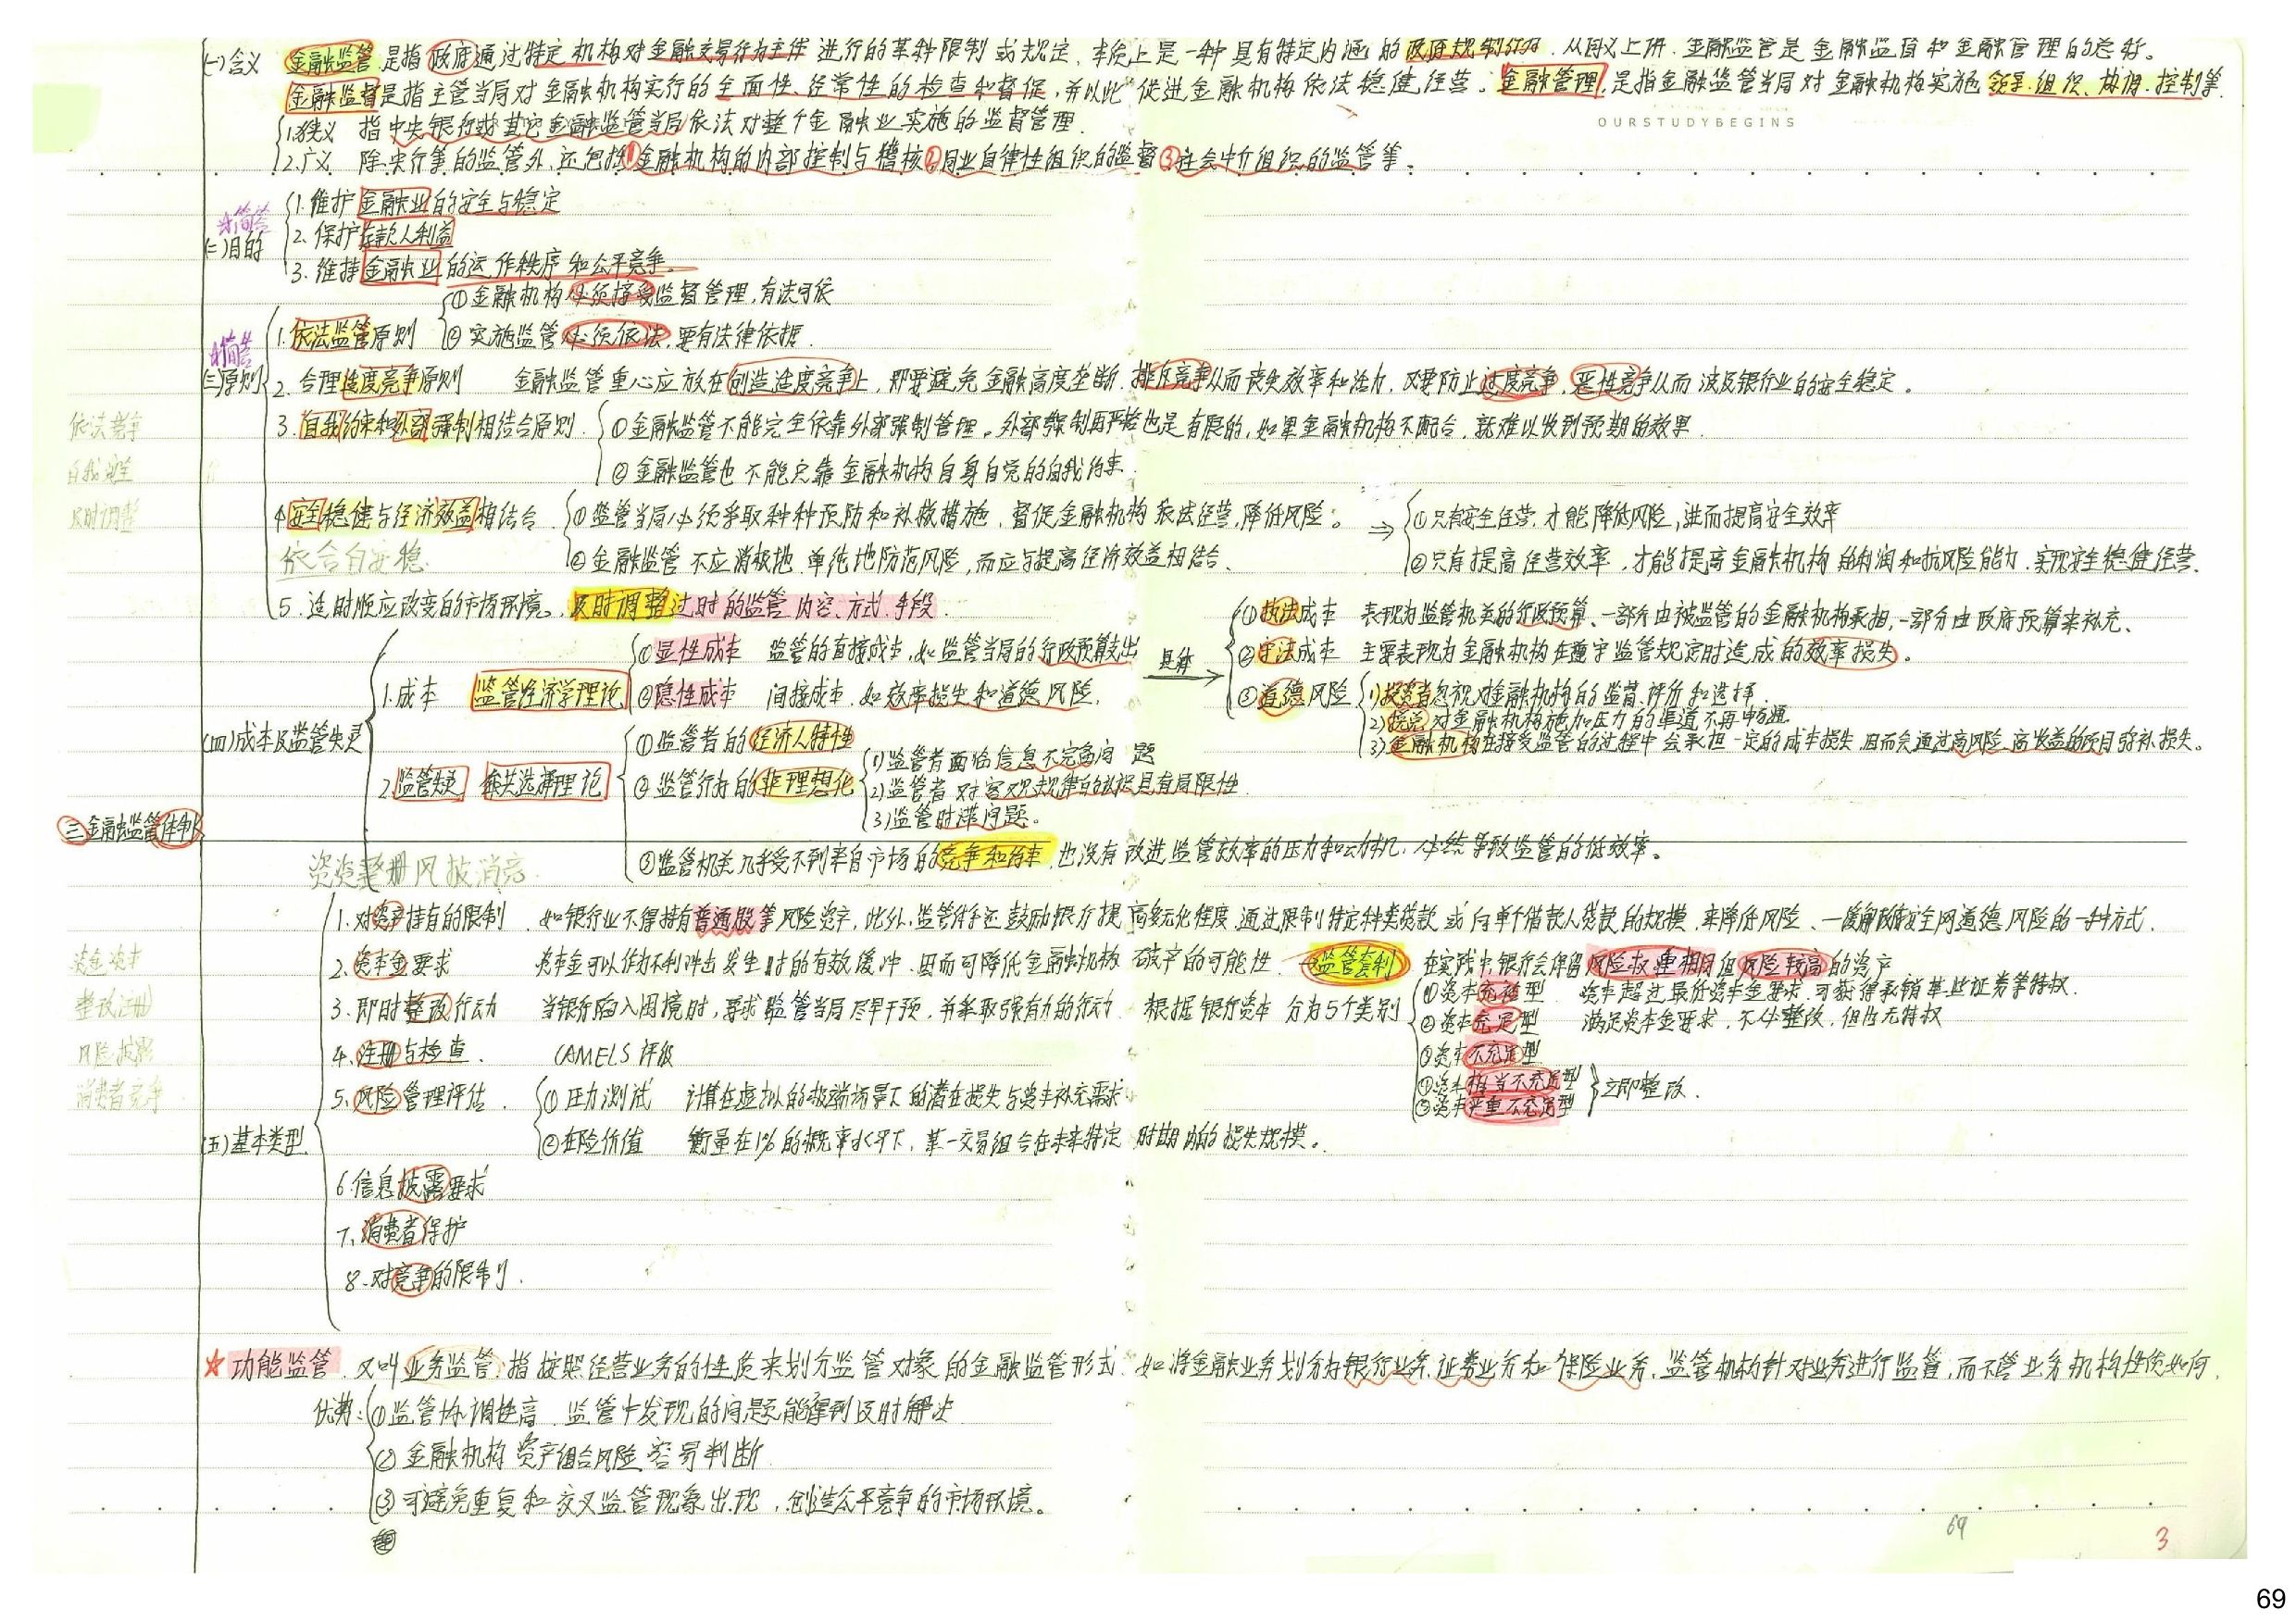 (一)含义 金融监管是指政府通过特定机构对金融交易行为主体进行的某种限制或规定,本质上是一种具有特定内涵的政府规制行为.从词义上讲.金融监管是金融监督和金融管理的总称。
金融监督是指主管当局对金融机构实行的全面性、经常性的检查和督促,并以此促进金融机构依法稳健经营。金融管理是指金融监管当局对金融机构实施领导.组织、协调.控制等.
1.狭义 指中央银行或其它金融监管当局依法对整个金融业实施的监督管理.
OURSTUDYBEGINS
2.广义 除央行等的监管外,还包括①金融机构的内部控制与稽核②同业自律性组织的监督③社会中介组织的监管等。
☆简答
(二)目的
1.维护金融业的安全与稳定
2.保护存款人利益
3.维持金融业的运作秩序和公平竞争。
☆简答
(三)原则
1.依法监管原则
①金融机构必须接受监督管理,有法可依
②实施监管必须依法,要有法律依据.
2.合理适度竞争原则 金融监管重心应放在创造适度竞争上,即要避免金融高度垄断.排斥竞争从而丧失效率和活力,又要防止过度竞争.恶性竞争从而波及银行业的安全稳定。
依法竞争
3.自我约束和外部强制相结合原则.
①金融监管不能完全依靠外部强制管理。外部强制再严格也是有限的,如果金融机构不配合,就难以收到预期的效果.
自我安全
②金融监管也不能只靠金融机构自身自觉的自我约束.
及时调整
4.安全稳健与经济效益相结合
①监管当局必须采取种种预防和补救措施,督促金融机构依法经营,降低风险。 ⇒ ①只有安全经营,才能降低风险,进而提高安全效率
依合自安稳
②金融监管不应消极地.单纯地防范风险,而应与提高经济效益相结合、 ②只有提高经营效率,才能提高金融机构的利润和抗风险能力,实现安全稳健经营.
5.适时顺应改变的市场环境。及时调整过时的监管内容.方式.手段.
(四)成本及监管失灵
1.成本 监管经济学理论
①显性成本 监管的直接成本,如监管当局的行政预算支出
②隐性成本 间接成本.如效率损失和道德风险.
具体→
①执法成本 表现为监管机关的行政预算、一部分由被监管的金融机构承担,一部分由政府预算来补充、
②守法成本 主要表现为金融机构在遵守监管规定时造成的效率损失。
③道德风险 1)投资者忽视对金融机构的监督.评价和选择.
2) 对金融机构施加压力的渠道不再畅通.
3)金融机构在接受监管的过程中会承担一定的成本损失,因而会通过高风险高收益的项目弥补损失。
2.监管失灵 公共选择理论
①监管者的经济人特性
②监管行为的非理想化
1)监管者面临信息不完备问题
2)监管者对客观规律的认识具有局限性.
3)监管时滞问题。
三金融监管体制
③监管机关几乎受不到来自市场的竞争和约束,也没有改进监管效率的压力和动机,必然导致监管的低效率。
资资整册风披消竞.
(五)基本类型
1.对资产持有的限制 如银行业不得持有普通股等风险资产,此外,监管条例还鼓励银行提高多元化程度,通过限制特定种类贷款或向单个借款人贷款的规模,来降低风险、—缓解政府安全网道德风险的一种方式.
资金资本
2.资本金要求 资本金可以作为不利冲击发生时的有效缓冲.因而可降低金融机构破产的可能性. →监管套利 在实践中,银行会保留风险权重相同但风险较高的资产
整改注册
3.即时整改行动 当银行陷入困境时,要求监管当局尽早干预,并采取强有力的行动. 根据银行资本分为5个类别
①资本充裕型. 资本超过最低资本金要求.可获得承销某些证券等特权.
②资本充足型 满足资本金要求,不必整改,但也无特权
③资本不充足型
④资本相当不充足型
⑤资本严重不充足型
立即整改.
风险披露
4.注册与检查. CAMELS评级
消费者竞争
5.风险管理评估.
①压力测试 计算在虚拟的极端场景下的潜在损失与资本补充需求.
②在险价值 衡量在1%的概率水平下,某一交易组合在未来特定时期内的损失规模。
6.信息披露要求
7、消费者保护
8.对竞争的限制.
☆功能监管.又叫业务监管.指按照经营业务的性质来划分监管对象的金融监管形式.如将金融业务划分为银行业务.证券业务和保险业务.监管机构针对业务进行监管,而不管业务机构性质如何.
优势:①监管协调性高.监管中发现的问题能得到及时解决
②金融机构资产组合风险容易判断
③可避免重复和交叉监管现象出现,创造公平竞争的市场环境。
69
3
69